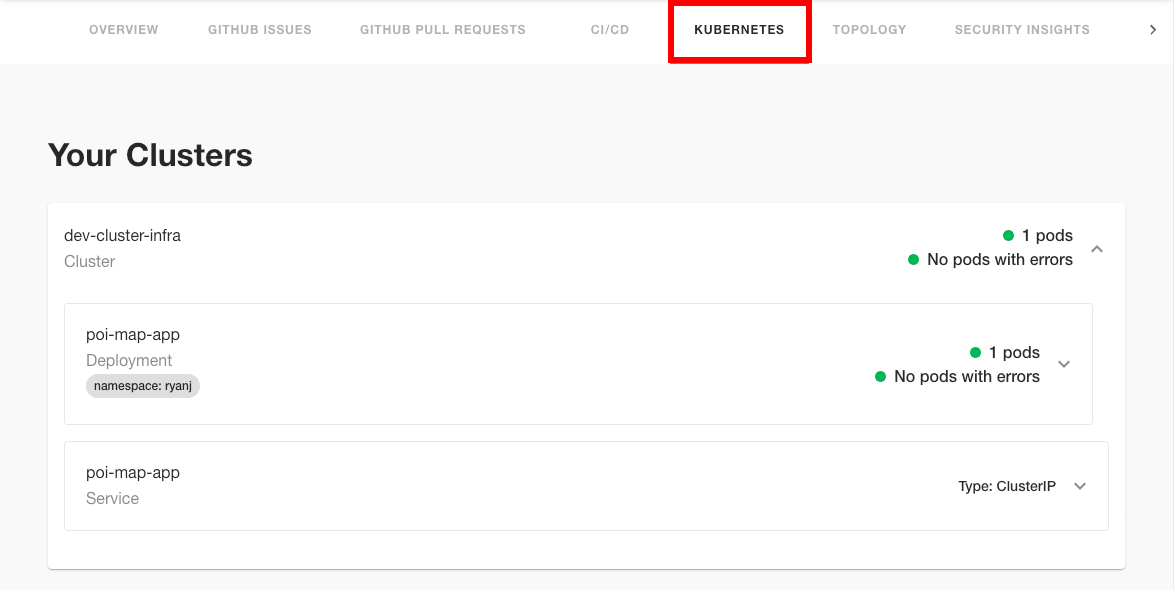 OVERVIEW GITHUB ISSUES GITHUB PULL REQUESTS CI/CD KUBERNETES TOPOLOGY SECURITY INSIGHTS
Your Clusters
dev-cluster-infra
Cluster
1 pods
No pods with errors
poi-map-app
Deployment
namespace: ryanj
1 pods
No pods with errors
poi-map-app
Service
Type: ClusterIP